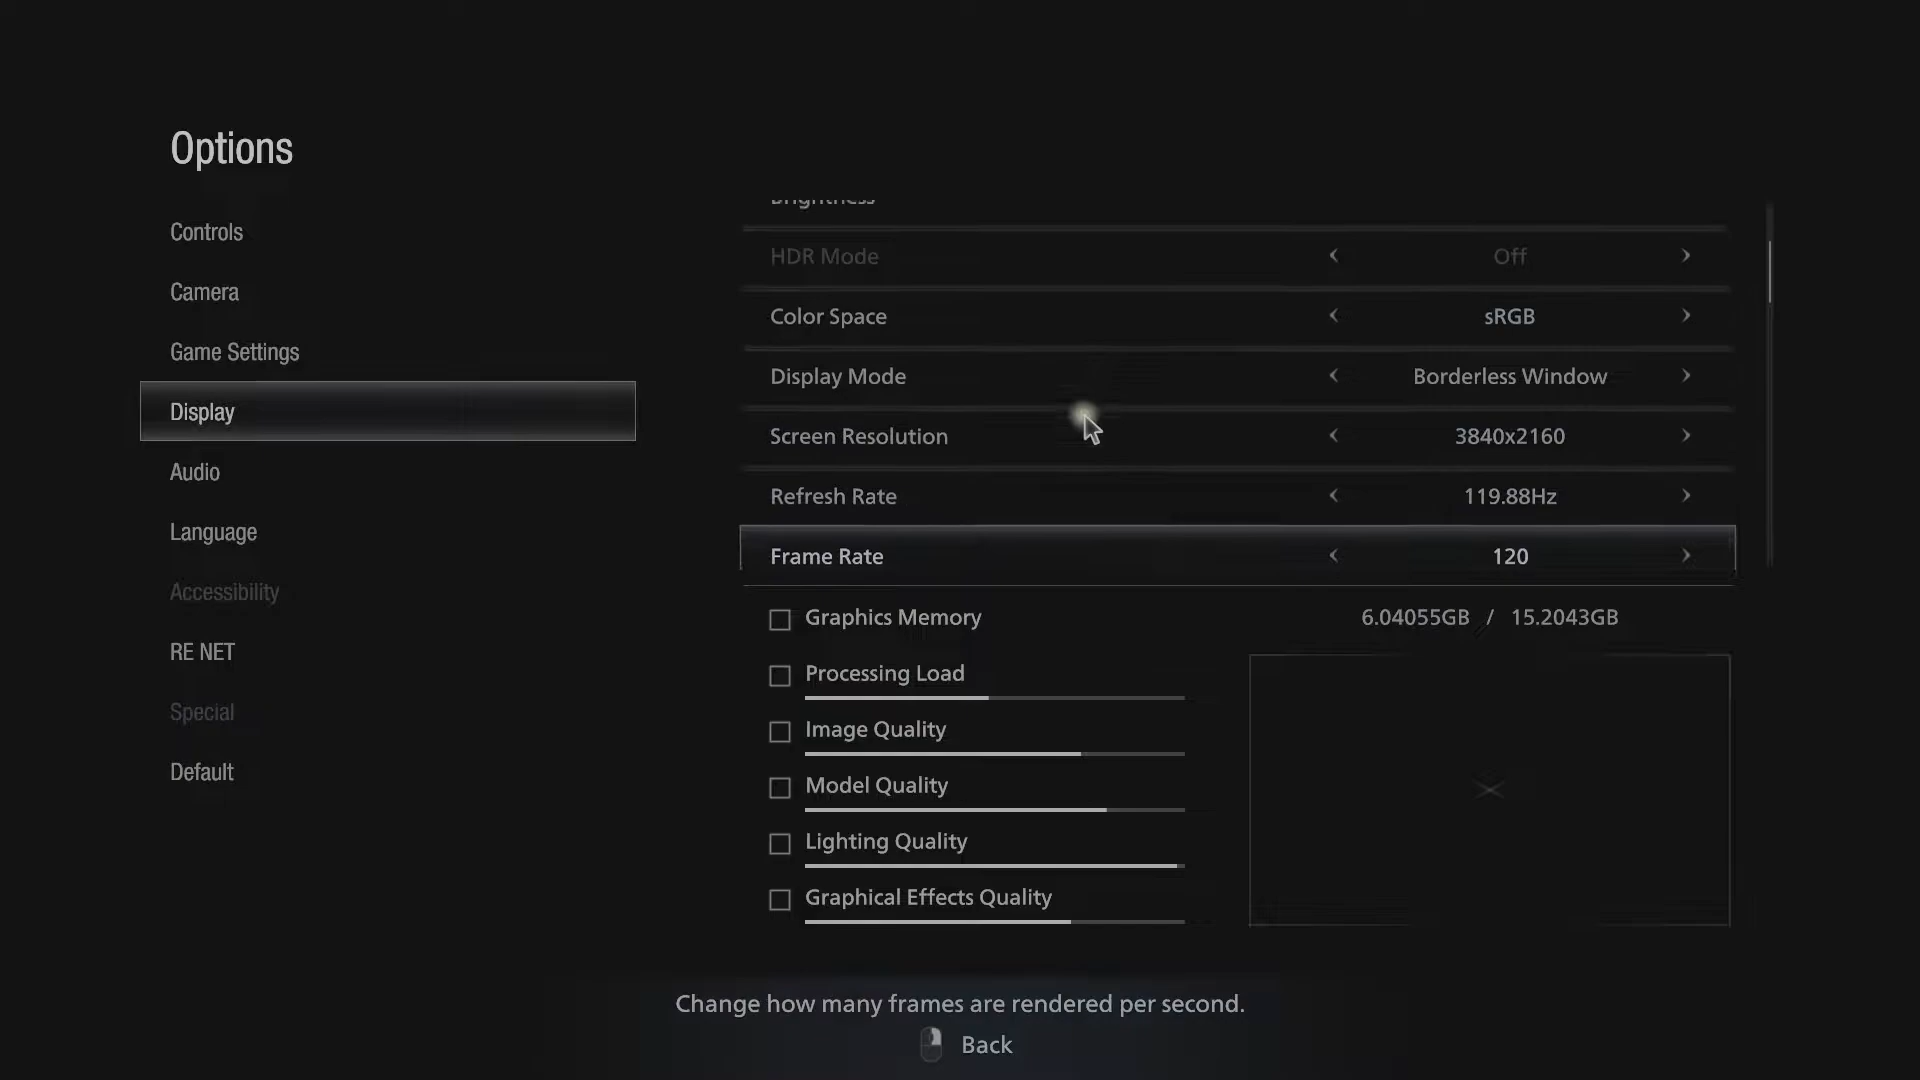 Options
Controls
Camera
Game Settings
Display
Audio
Language
Accessibility
RE NET
Special
Default
Brightness
HDR Mode Off
Color Space sRGB
Display Mode Borderless Window
Screen Resolution 3840x2160
Refresh Rate 119.88Hz
Frame Rate 120
Graphics Memory 6.04055GB / 15.2043GB
Processing Load
Image Quality
Model Quality
Lighting Quality
Graphical Effects Quality
Change how many frames are rendered per second.
Back